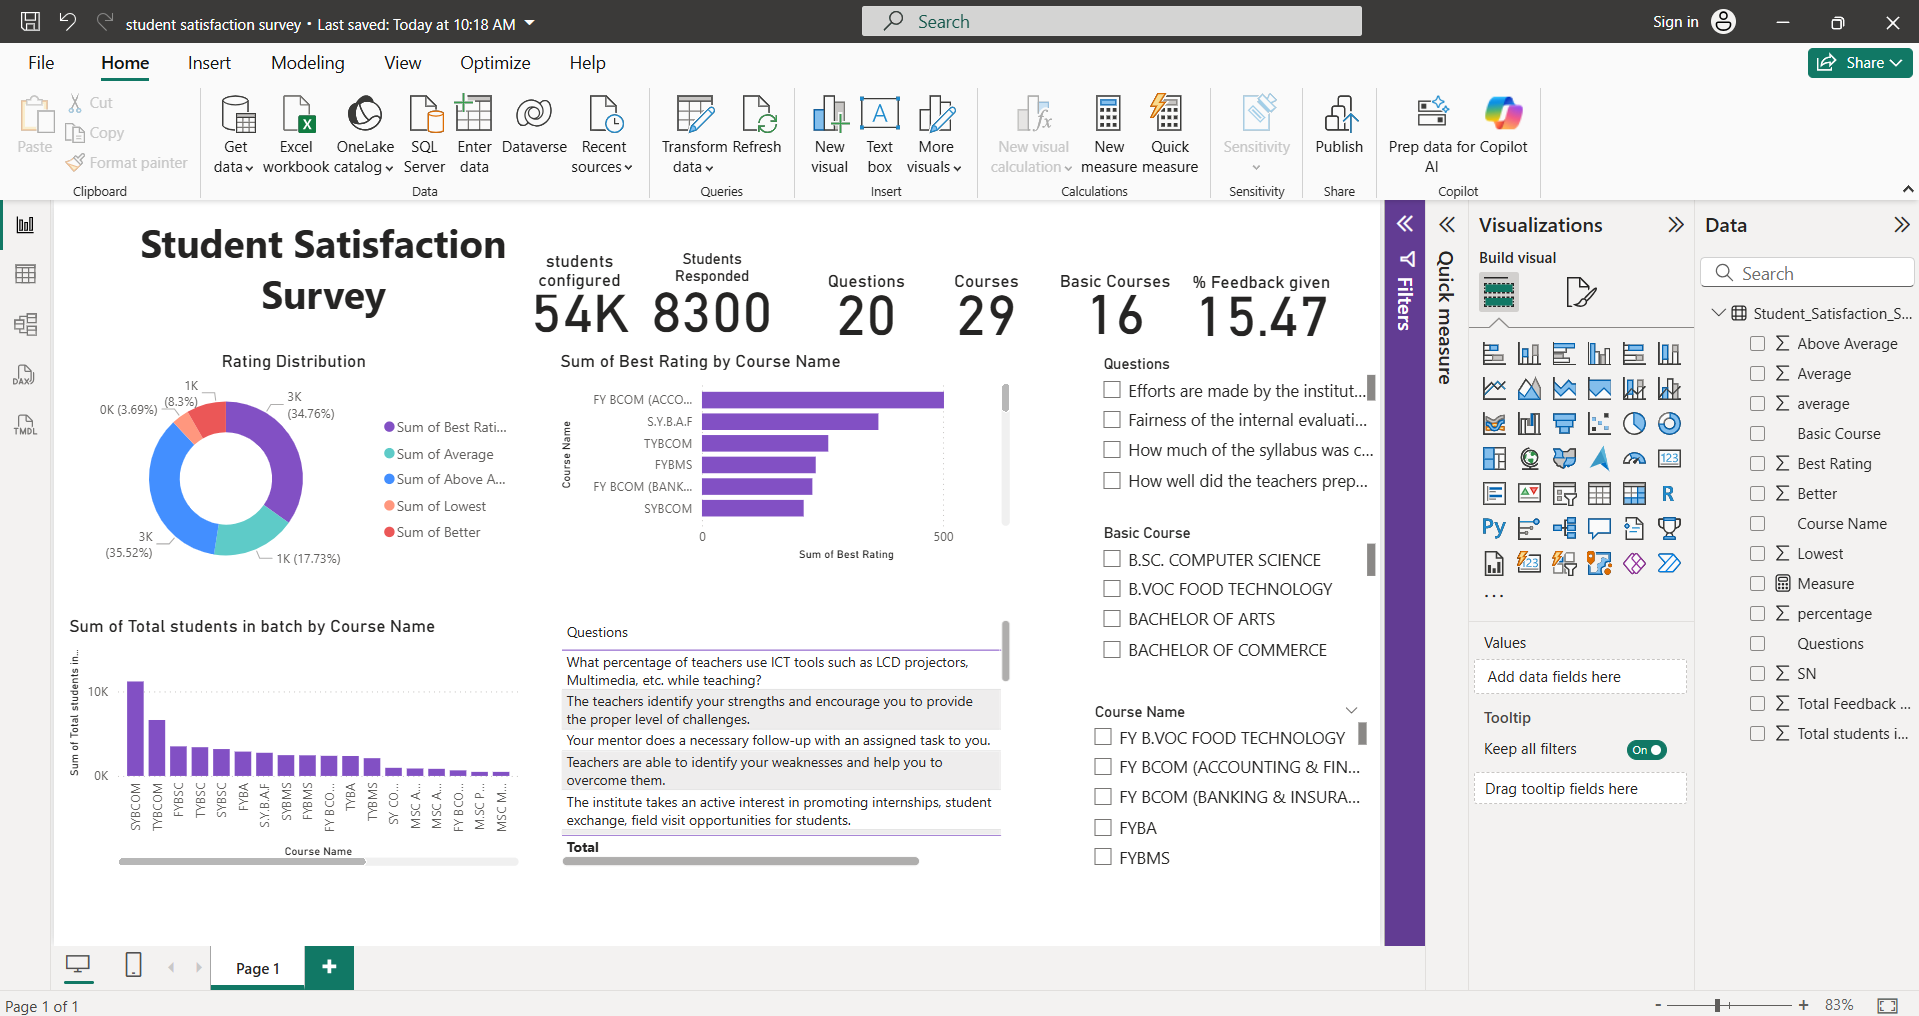 student satisfaction survey • Last saved: Today at 10:18 AM
Search
Sign in
File
Home
Insert
Modeling
View
Optimize
Help
Share
Paste
Cut
Copy
Format painter
Clipboard
Get data
Excel workbook
OneLake catalog
SQL Server
Enter data
Dataverse
Recent sources
Data
Transform data
Refresh
Queries
New visual
Text box
More visuals
Insert
New visual calculation
New measure
Quick measure
Calculations
Sensitivity
Sensitivity
Publish
Share
Prep data for AI
Copilot
Copilot
Student Satisfaction
Survey
students
configured
54K
Students
Responded
8300
Questions
20
Courses
29
Basic Courses
16
% Feedback given
15.47
Rating Distribution
3K
(34.76%)
1K (17.73%)
3K
(35.52%)
0K (3.69%)
1K
(8.3%)
Sum of Best Rati...
Sum of Average
Sum of Above A...
Sum of Lowest
Sum of Better
Sum of Best Rating by Course Name
Course Name
FY BCOM (ACCO...
S.Y.B.A.F
TYBCOM
FYBMS
FY BCOM (BANK...
SYBCOM
0
500
Sum of Best Rating
Questions
Efforts are made by the institut...
Fairness of the internal evaluati...
How much of the syllabus was c...
How well did the teachers prep...
Basic Course
B.SC. COMPUTER SCIENCE
B.VOC FOOD TECHNOLOGY
BACHELOR OF ARTS
BACHELOR OF COMMERCE
Course Name
FY B.VOC FOOD TECHNOLOGY
FY BCOM (ACCOUNTING & FIN...
FY BCOM (BANKING & INSURA...
FYBA
FYBMS
Sum of Total students in batch by Course Name
Sum of Total students in...
10K
0K
SYBCOM
TYBCOM
FYBSC
TYBSC
SYBSC
FYBA
S.Y.B.A.F
SYBMS
FYBMS
FY BCO...
TYBA
TYBMS
SY CO...
MSC A...
MSC A...
FY BCO...
M.SC P...
MSC M...
Course Name
Questions
What percentage of teachers use ICT tools such as LCD projectors,
Multimedia, etc. while teaching?
The teachers identify your strengths and encourage you to provide
the proper level of challenges.
Your mentor does a necessary follow-up with an assigned task to you.
Teachers are able to identify your weaknesses and help you to
overcome them.
The institute takes an active interest in promoting internships, student
exchange, field visit opportunities for students.
Total
Filters
Quick measure
Visualizations
Build visual
123
R
Py
123
...
Values
Add data fields here
Tooltip
Keep all filters
On
Drag tooltip fields here
Data
Search
Student_Satisfaction_S...
Above Average
Average
average
Basic Course
Best Rating
Better
Course Name
Lowest
Measure
percentage
Questions
SN
Total Feedback ...
Total students i...
DAX
TMDL
Page 1
Page 1 of 1
- + 83%